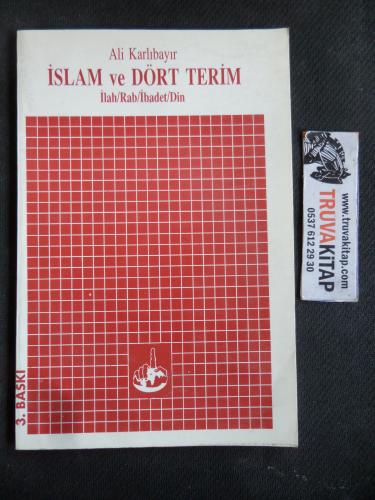 Ali Karlıbayır
İSLAM ve DÖRT TERİM
İlah/Rab/İbadet/Din
3. BASKI
www.truvakitap.com
TRUVAKİTAP
0537 612 29 30